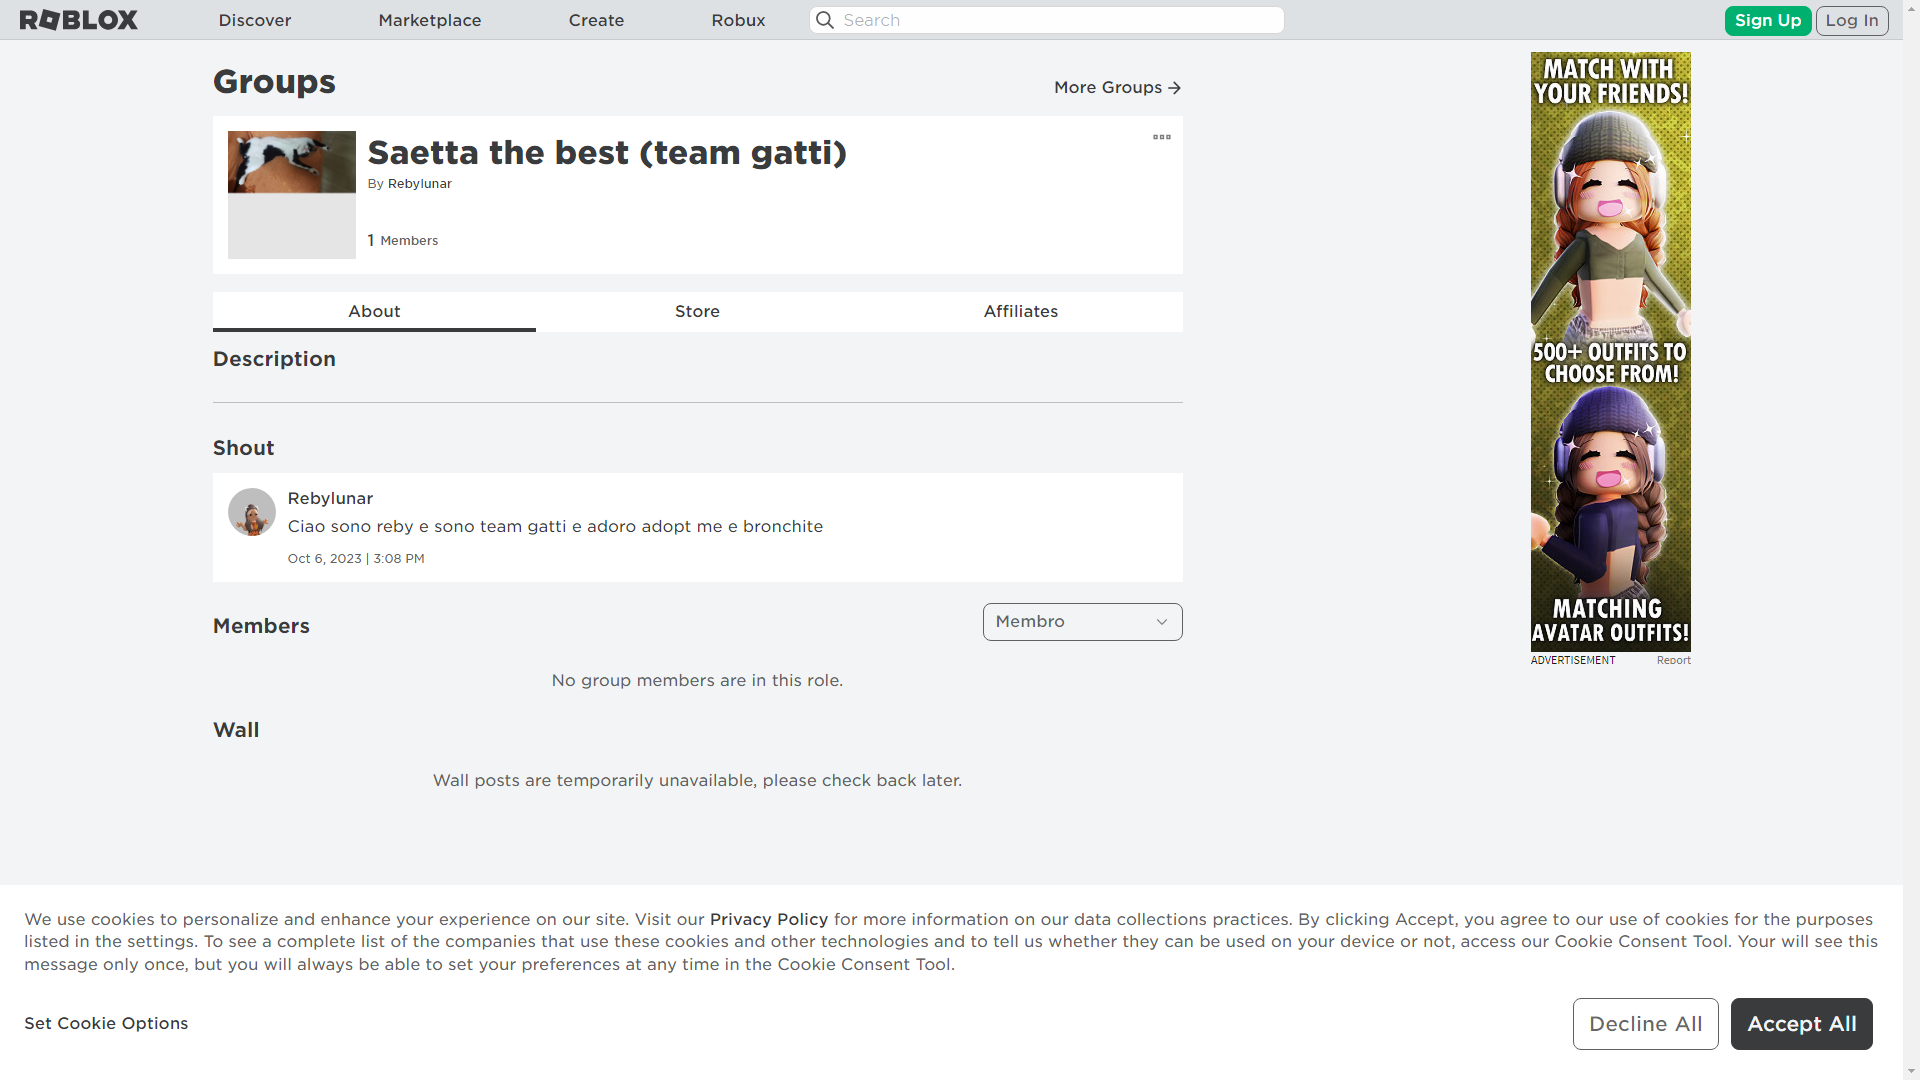 ROBLOX
Discover
Marketplace
Create
Robux
Search
Sign Up
Log In
Groups
More Groups
Saetta the best (team gatti)
By Rebylunar
1 Members
About
Store
Affiliates
Description
Shout
Rebylunar
Ciao sono reby e sono team gatti e adoro adopt me e bronchite
Oct 6, 2023 | 3:08 PM
Members
Membro
No group members are in this role.
Wall
Wall posts are temporarily unavailable, please check back later.
MATCH WITH
YOUR FRIENDS!
500+ OUTFITS TO
CHOOSE FROM!
MATCHING
AVATAR OUTFITS!
ADVERTISEMENT
Report
We use cookies to personalize and enhance your experience on our site. Visit our Privacy Policy for more information on our data collections practices. By clicking Accept, you agree to our use of cookies for the purposes
listed in the settings. To see a complete list of the companies that use these cookies and other technologies and to tell us whether they can be used on your device or not, access our Cookie Consent Tool. Your will see this
message only once, but you will always be able to set your preferences at any time in the Cookie Consent Tool.
Set Cookie Options
Decline All
Accept All